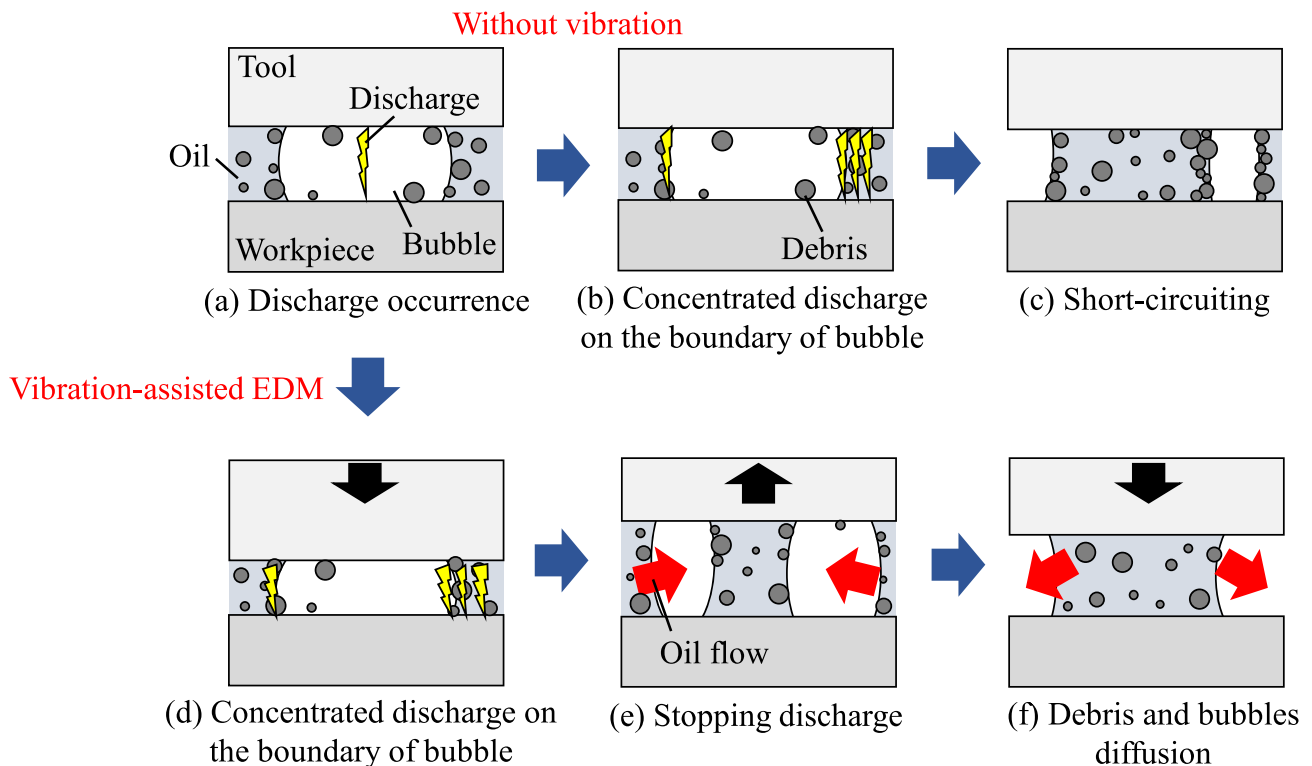 Without vibration
Tool
Discharge
Oil
Workpiece
Bubble
Debris
(a) Discharge occurrence
(b) Concentrated discharge
on the boundary of bubble
(c) Short-circuiting
Vibration-assisted EDM
Oil flow
(d) Concentrated discharge on
the boundary of bubble
(e) Stopping discharge
(f) Debris and bubbles
diffusion